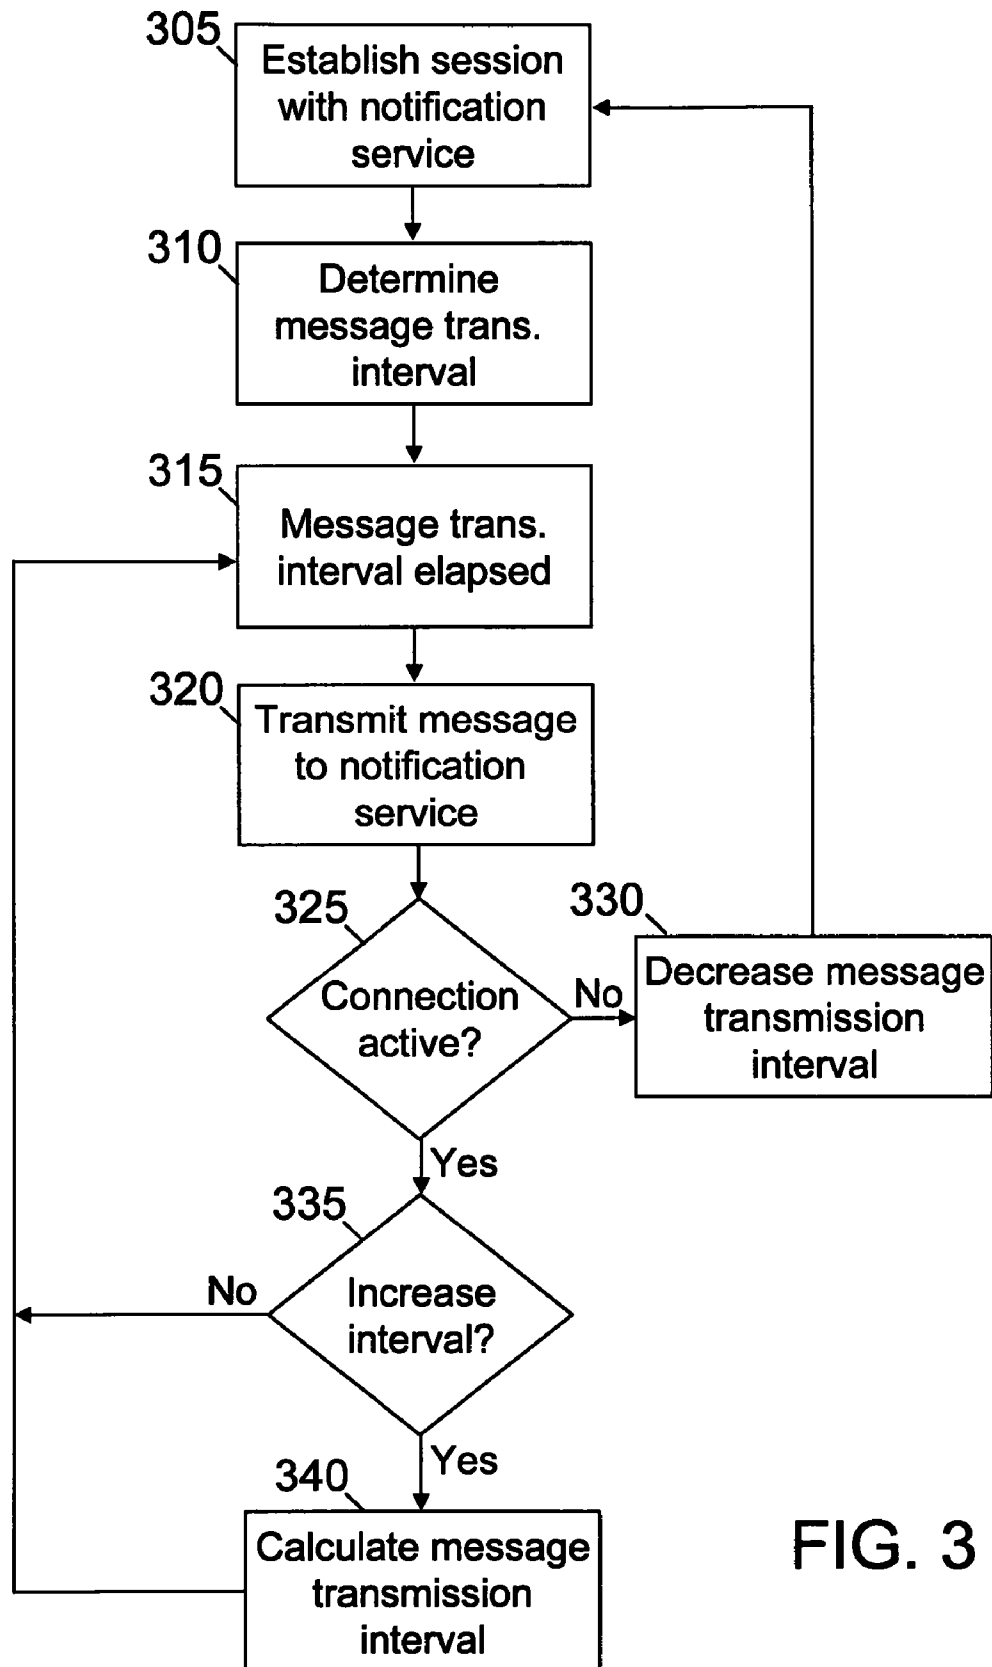 305
Establish session
with notification
service
310
Determine
message trans.
interval
315
Message trans.
interval elapsed
320
Transmit message
to notification
service
325
Connection
active?
No
330
Decrease message
transmission
interval
Yes
335
Increase
interval?
No
Yes
340
Calculate message
transmission
interval
FIG. 3